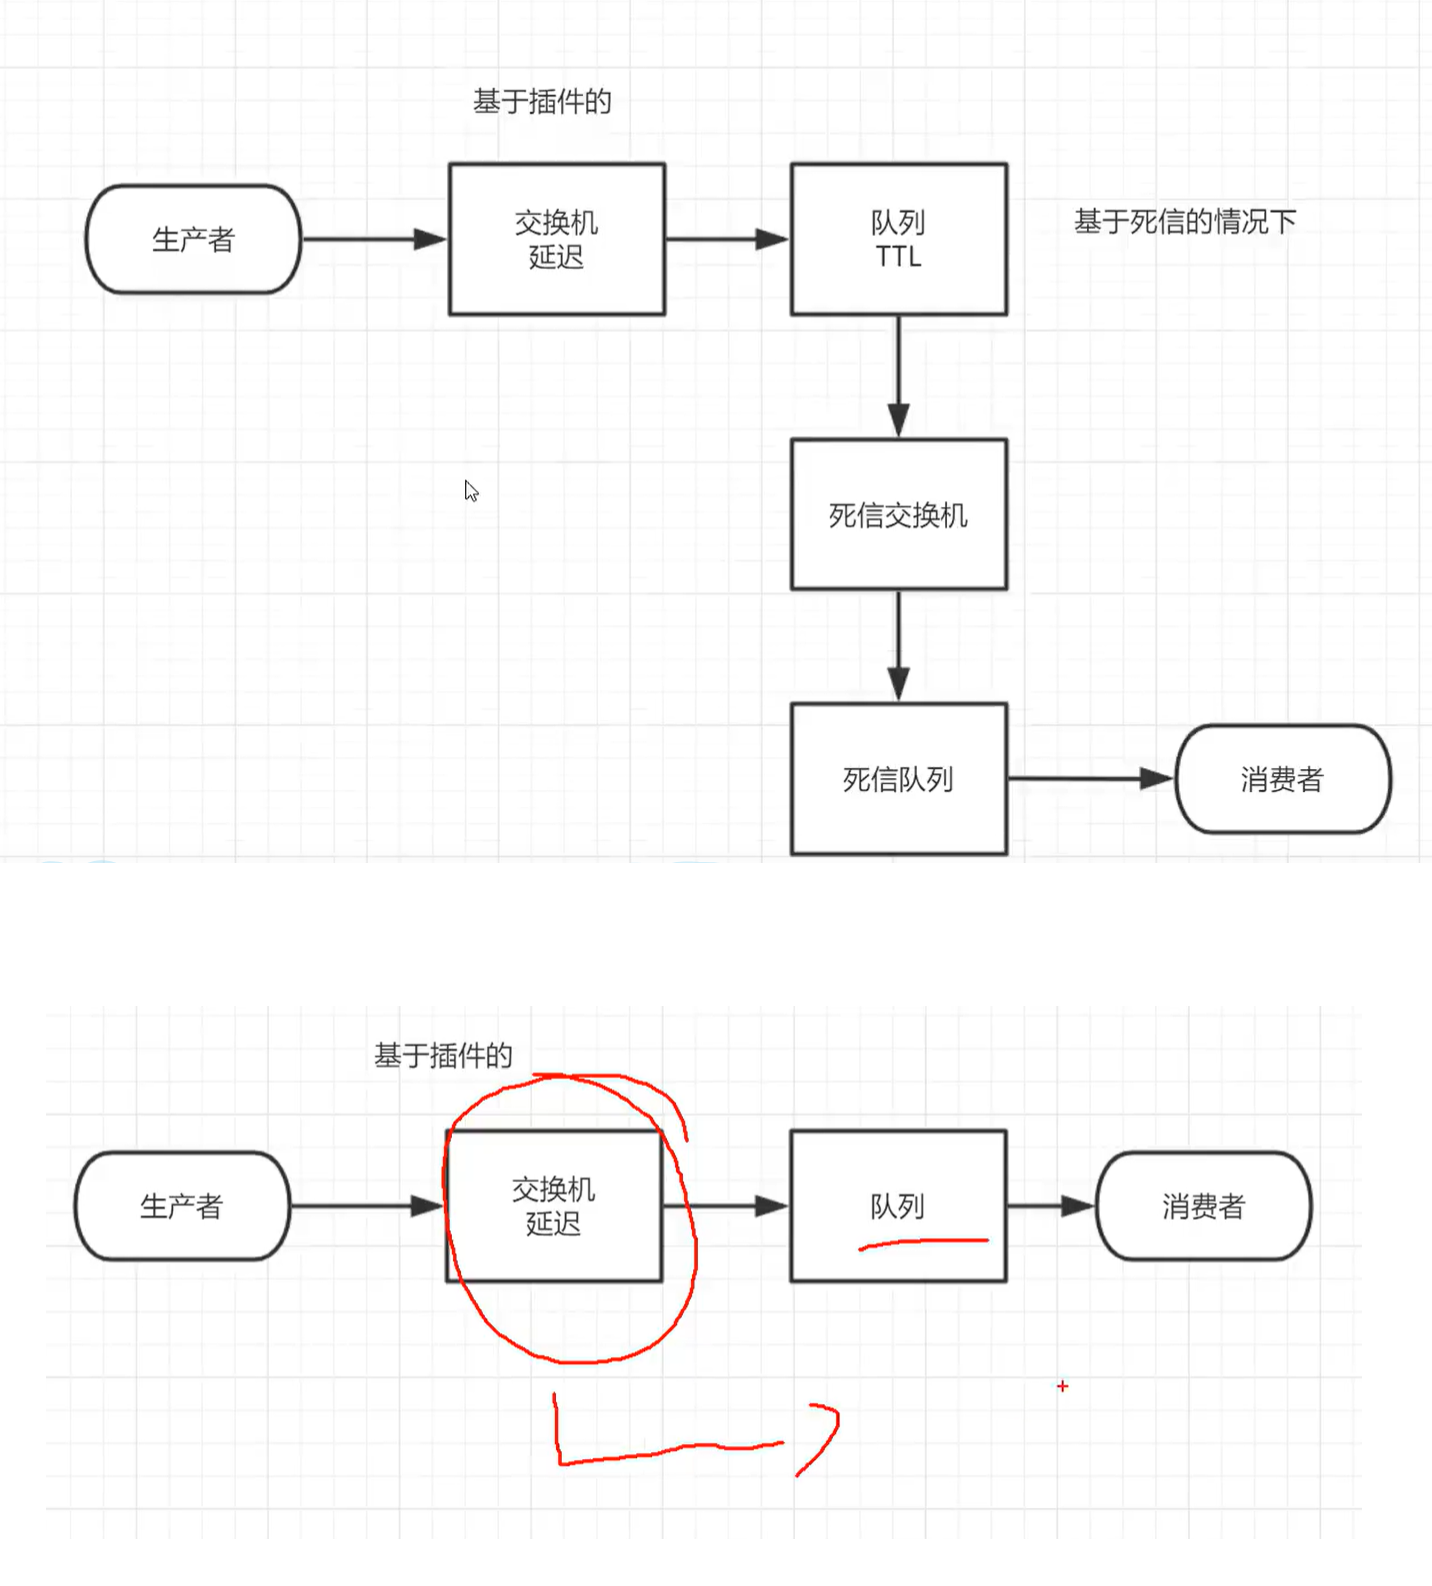 基于插件的
生产者
交换机
延迟
队列
TTL
基于死信的情况下
死信交换机
死信队列
消费者
基于插件的
生产者
交换机
延迟
队列
消费者